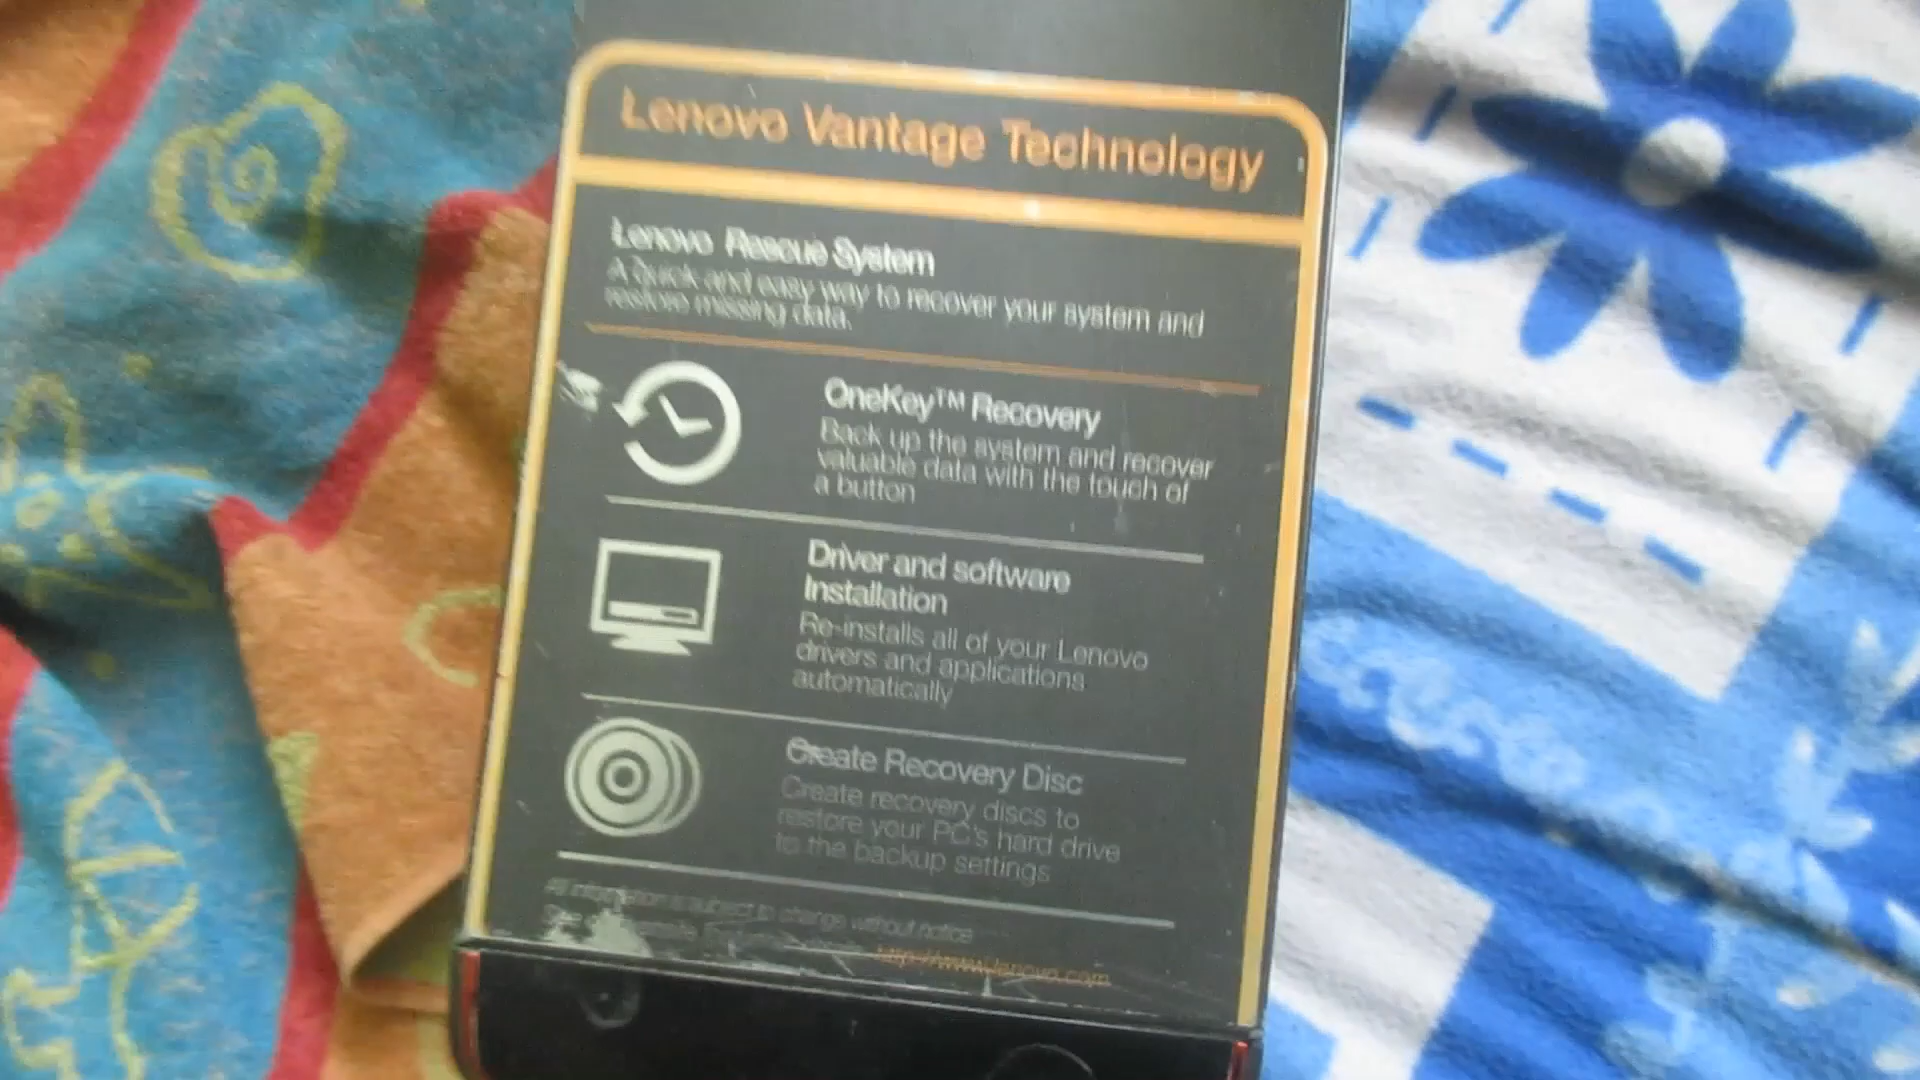 Lenovo Vantage Technology
Lenovo Rescue System
A quick and easy way to recover your system and
restore missing data.
OneKey™ Recovery
Back up the system and recover
valuable data with the touch of
a button
Driver and software
Installation
Re-installs all of your Lenovo
drivers and applications
automatically
Create Recovery Disc
Create recovery discs to
restore your PC's hard drive
to the backup settings
All information is subject to change without notice
https://www.lenovo.com